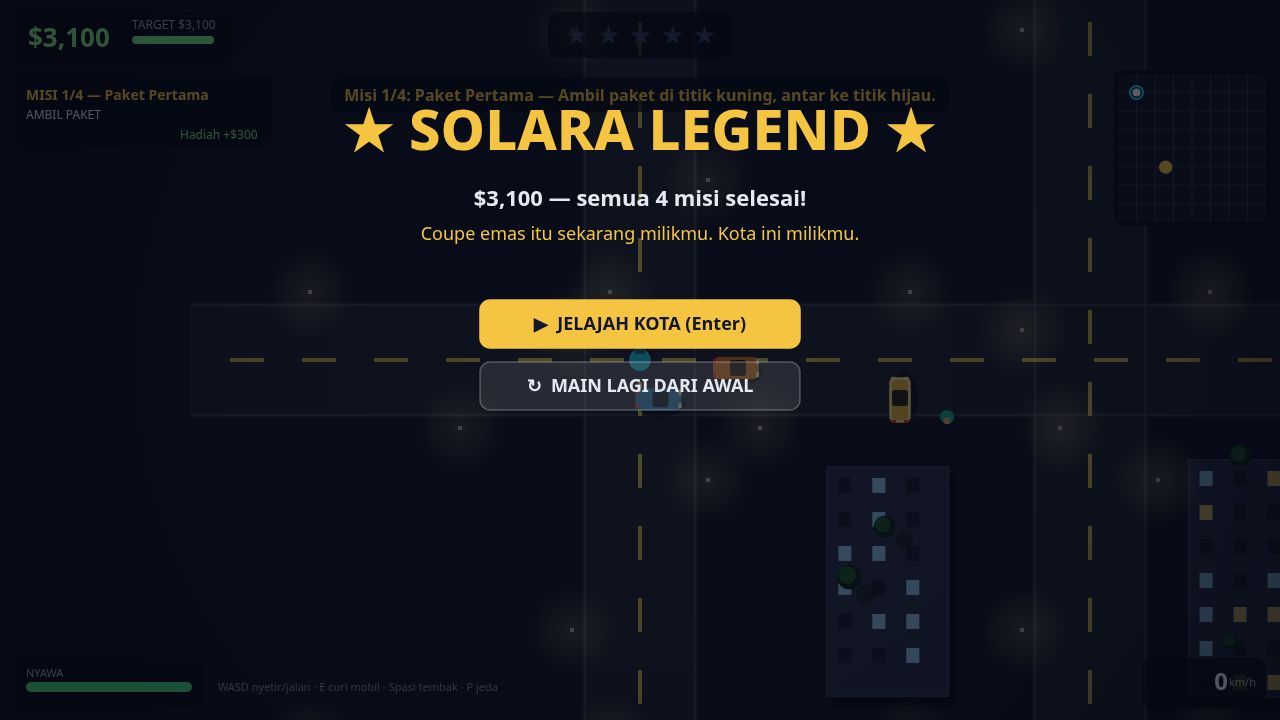 $3,100
TARGET $3,100
★ ★ ★ ★ ★
MISI 1/4 — Paket Pertama
AMBIL PAKET
Hadiah +$300
Misi 1/4: Paket Pertama — Ambil paket di titik kuning, antar ke titik hijau.
★ SOLARA LEGEND ★
$3,100 — semua 4 misi selesai!
Coupe emas itu sekarang milikmu. Kota ini milikmu.
▶ JELAJAH KOTA (Enter)
↻ MAIN LAGI DARI AWAL
NYAWA
WASD nyetir/jalan · E curi mobil · Spasi tembak · P jeda
0 km/h